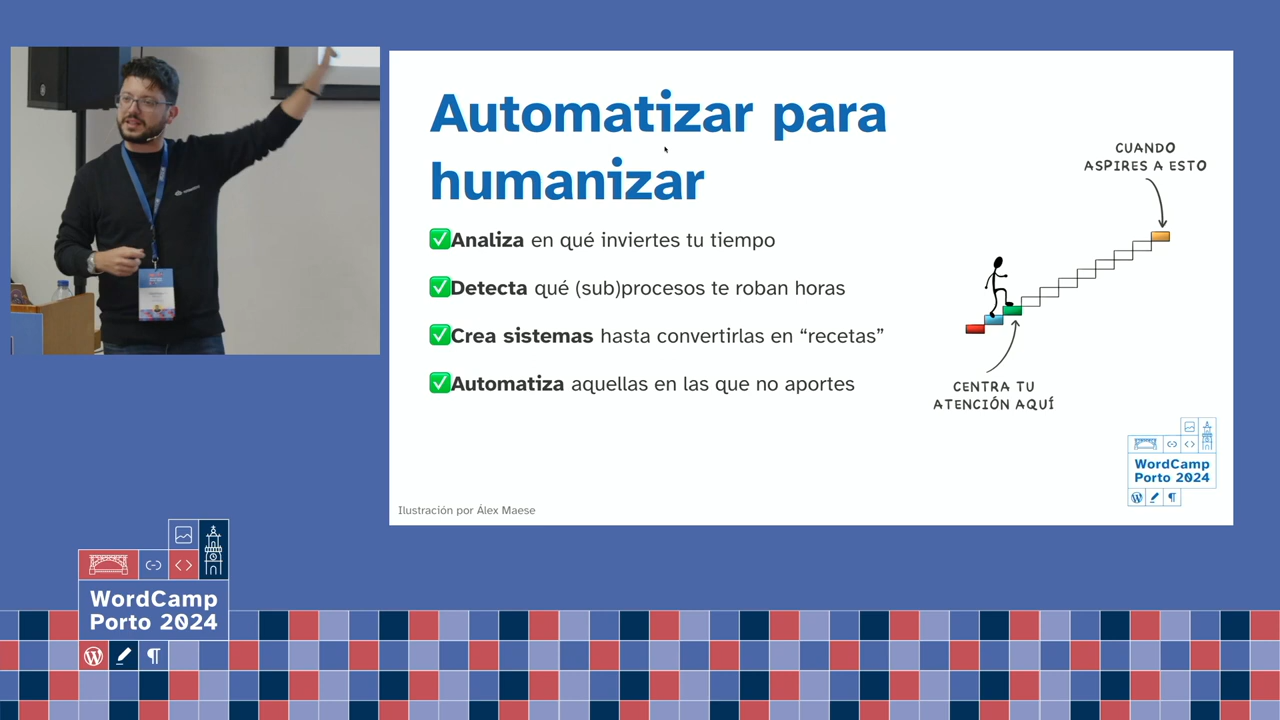 Automatizar para
humanizar
✅Analiza en qué inviertes tu tiempo
✅Detecta qué (sub)procesos te roban horas
✅Crea sistemas hasta convertirlas en “recetas”
✅Automatiza aquellas en las que no aportes
CUANDO
ASPIRES A ESTO
CENTRA TU
ATENCIÓN AQUÍ
WordCamp
Porto 2024
Ilustración por Álex Maese
WordCamp
Porto 2024